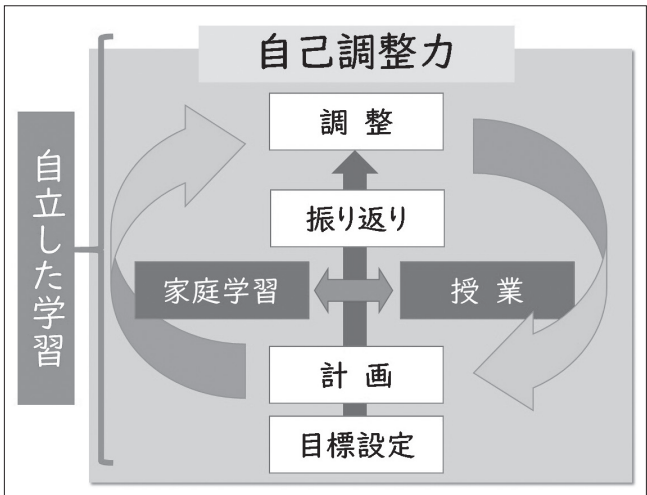 自己調整力
自立した学習
調整
振り返り
家庭学習
授業
計画
目標設定